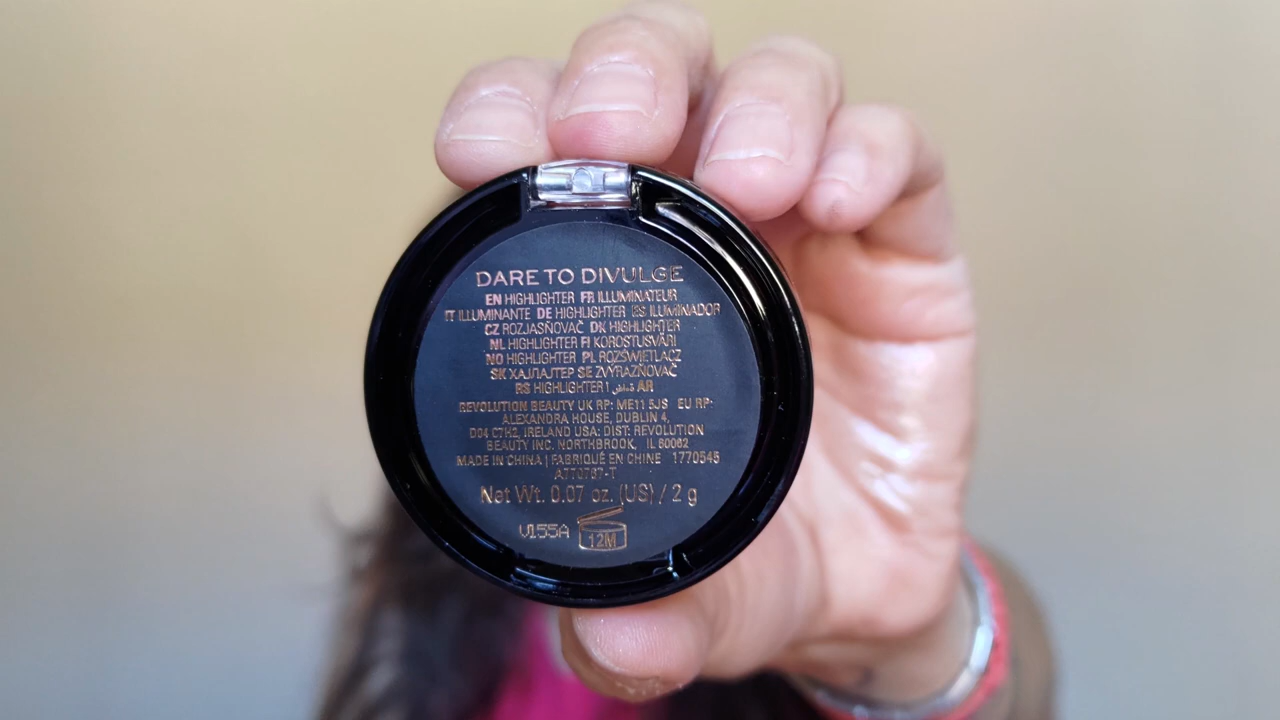 DARE TO DIVULGE
EN HIGHLIGHTER FR ILLUMINATEUR
IT ILLUMINANTE DE HIGHLIGHTER ES ILUMINADOR
CZ ROZJASŇOVAČ DK HIGHLIGHTER
NL HIGHLIGHTER FI KOROSTUSVÄRI
NO HIGHLIGHTER PL ROZŚWIETLACZ
SK ХАЈЛАЈТЕР SE ZVÝRAZŇOVAČ
RS HIGHLIGHTER AR
REVOLUTION BEAUTY UK RP: ME11 5JS EU RP:
ALEXANDRA HOUSE, DUBLIN 4,
D04 C7H2, IRELAND USA: DIST: REVOLUTION
BEAUTY INC. NORTHBROOK, IL 60062
MADE IN CHINA | FABRIQUÉ EN CHINE 1770545
Net Wt. 0.07 oz. (US) / 2 g
V155A 12M